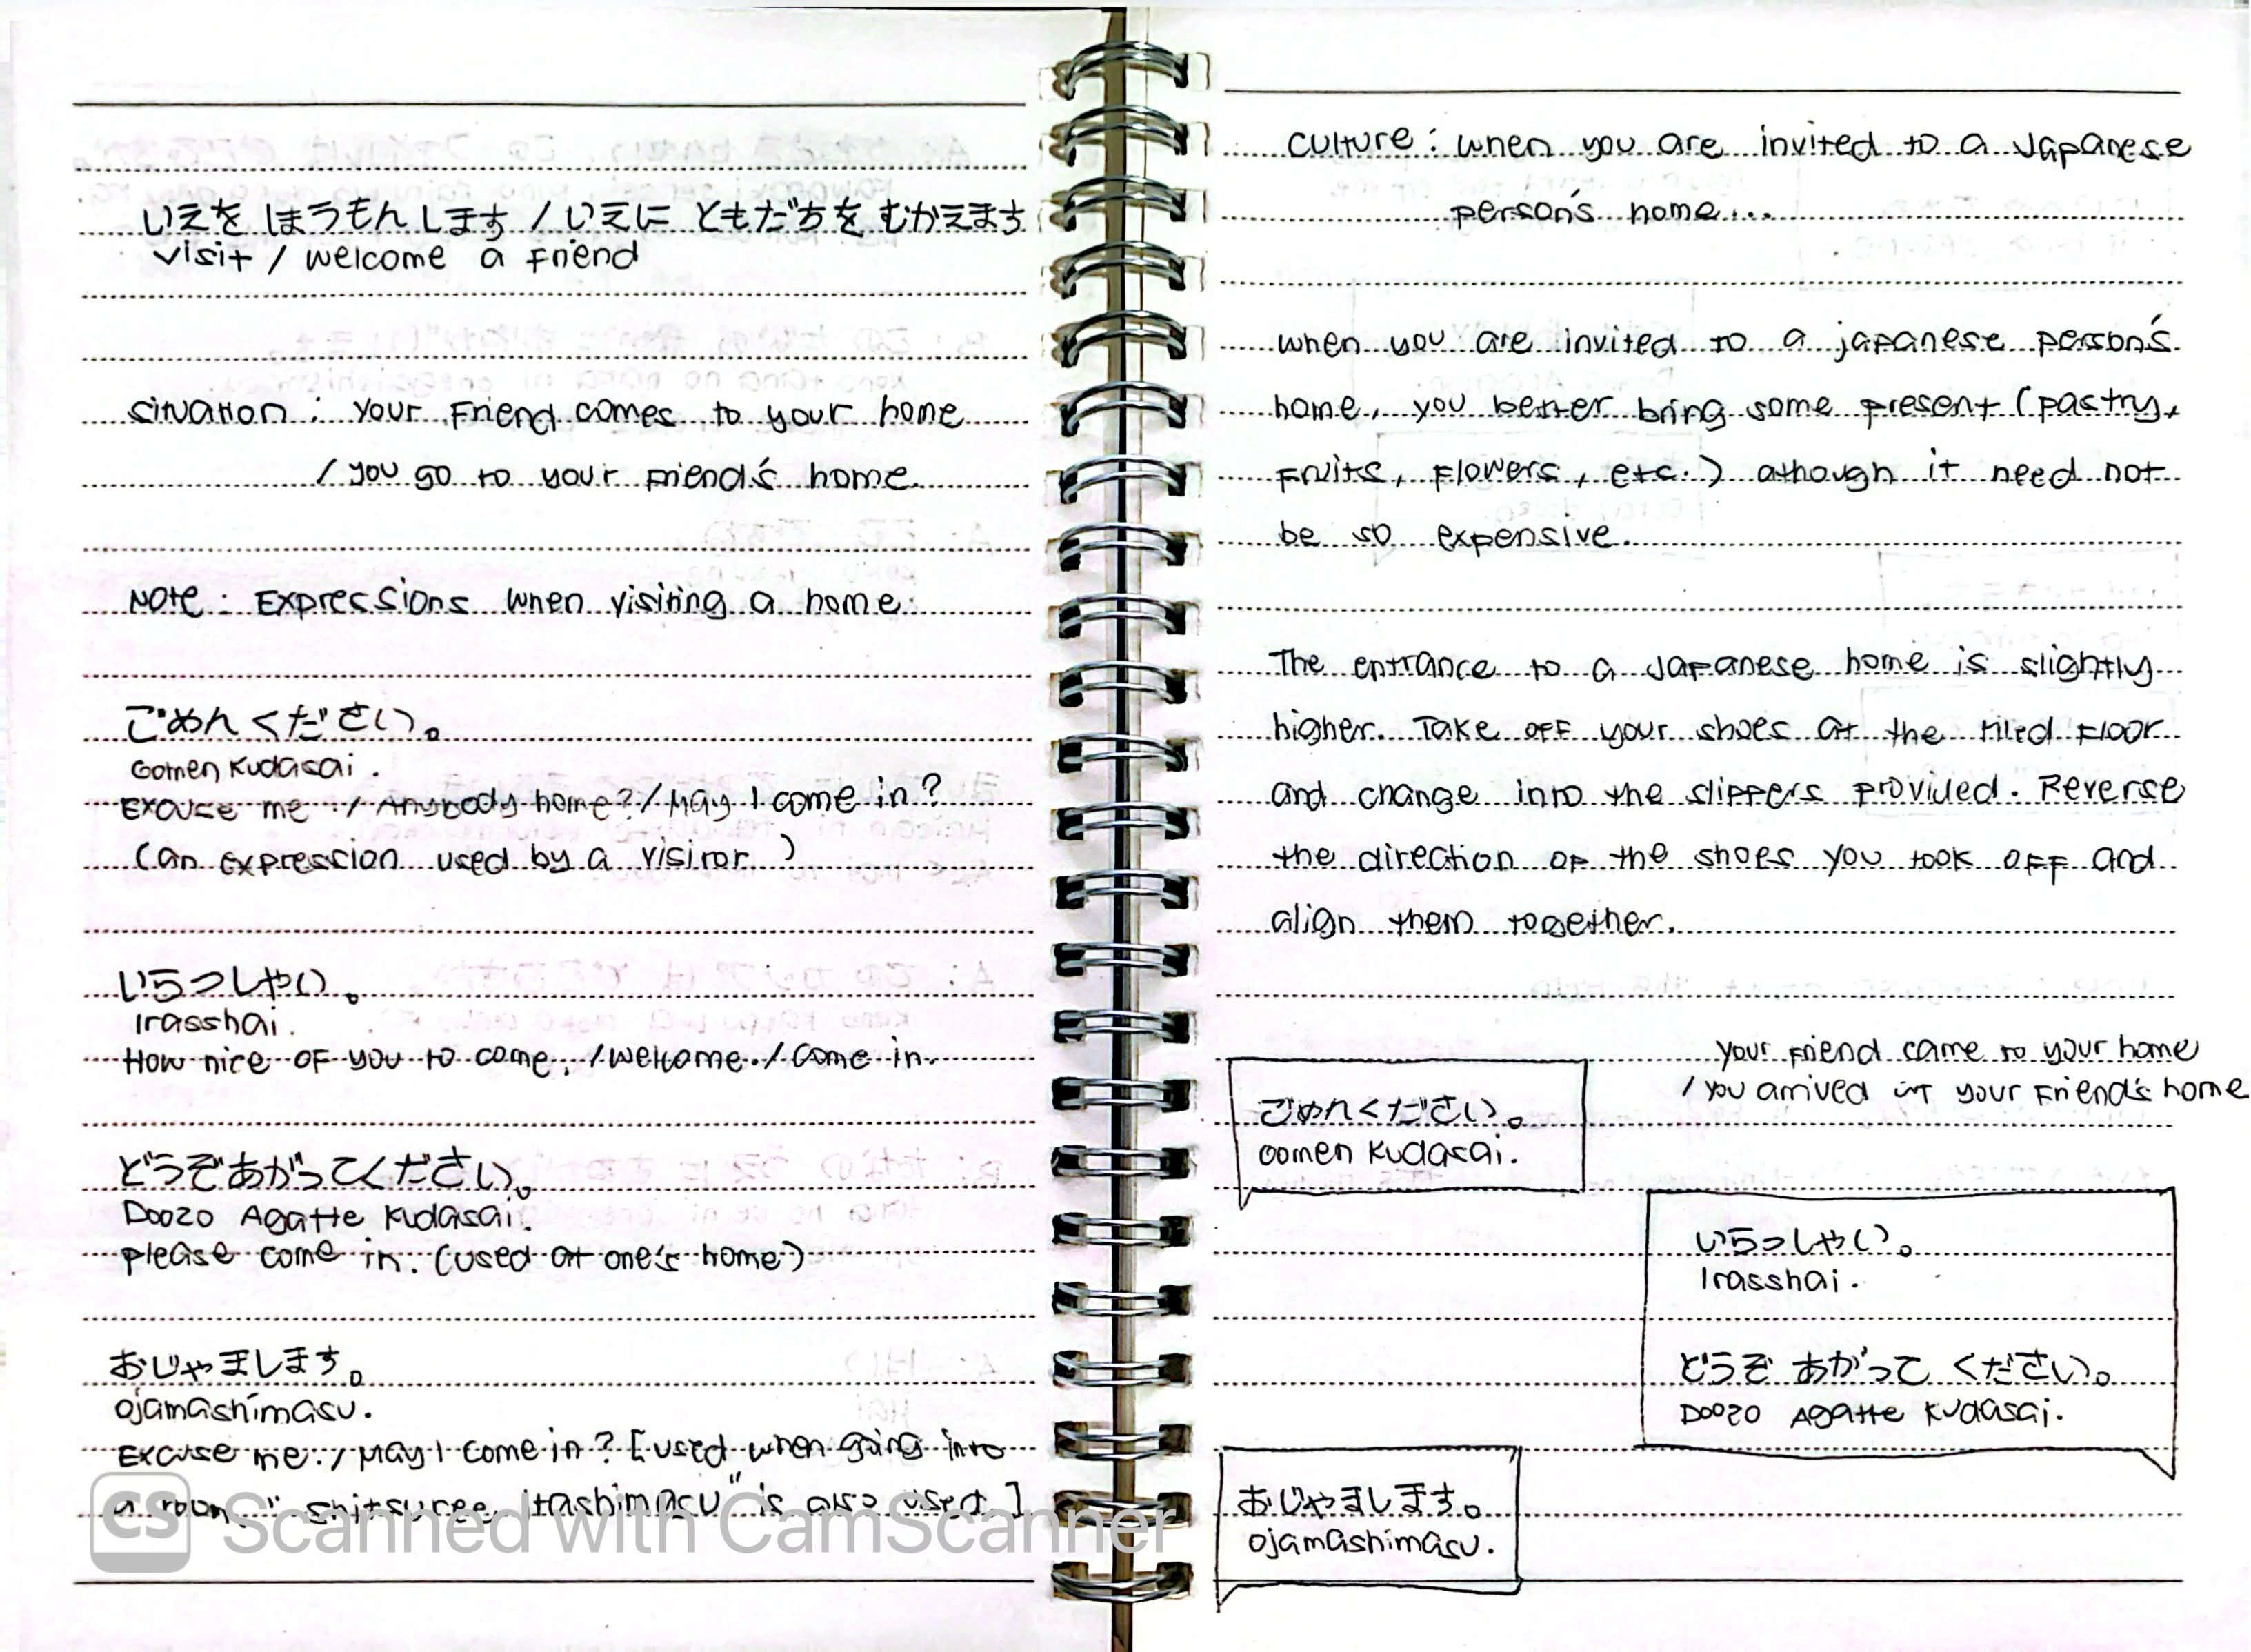 いえを ほうもんします / いえに ともだちを むかえます
visit / welcome a friend
situation : your friend comes to your home
/ you go to your friend's home.
Note : Expressions when visiting a home.
ごめんください。
Gomen Kudasai.
Excuse me ./ Anybody home?/ May I come in?
(an expression used by a visitor )
いらっしゃい。
Irasshai.
How nice of you to come. / welcome. / Come in.
どうぞあがってください。
Doozo Agatte Kudasai.
please come in. (used at one's home)
おじゃまします。
ojamashimasu.
Excuse me. / May I come in? [used when going into
a room "shitsuree itashimasu" is also used.]
culture : when you are invited to a Japanese
person's home...
when you are invited to a japanese person's
home, you better bring some present (pastry,
fruits, flowers, etc.) athough it need not
be so expensive.
The entrance to a Japanese home is slightly
higher. Take off your shoes at the tiled floor
and change into the slippers provided. Reverse
the direction of the shoes you took off and
align them together.
your friend came to your home
/ you arrived at your friend's home
ごめんください。
Gomen Kudasai.
いらっしゃい。
Irasshai.
どうぞ あがって ください。
Doozo Agatte Kudasai.
おじゃまします。
ojamashimasu.
CS Scanned with CamScanner